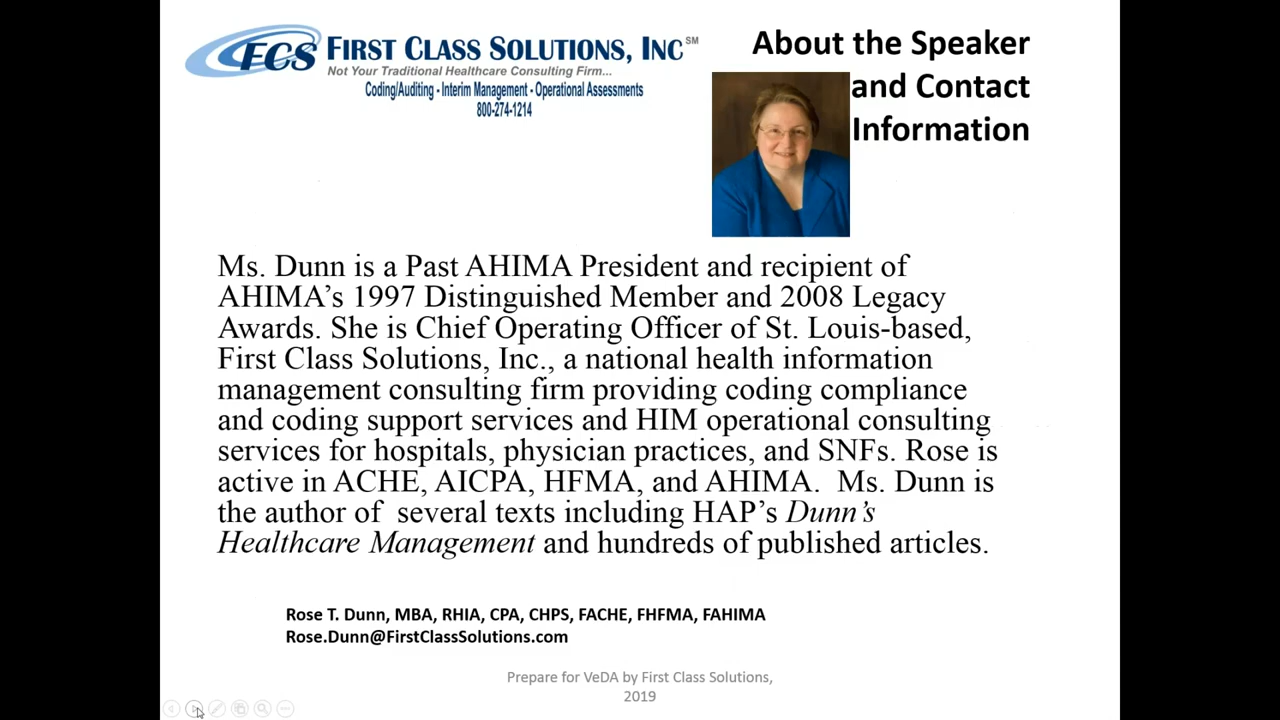 FCS FIRST CLASS SOLUTIONS, INC SM
Not Your Traditional Healthcare Consulting Firm...
Coding/Auditing - Interim Management - Operational Assessments
800-274-1214
About the Speaker
and Contact
Information
Ms. Dunn is a Past AHIMA President and recipient of
AHIMA’s 1997 Distinguished Member and 2008 Legacy
Awards. She is Chief Operating Officer of St. Louis-based,
First Class Solutions, Inc., a national health information
management consulting firm providing coding compliance
and coding support services and HIM operational consulting
services for hospitals, physician practices, and SNFs. Rose is
active in ACHE, AICPA, HFMA, and AHIMA.  Ms. Dunn is
the author of  several texts including HAP’s Dunn’s
Healthcare Management and hundreds of published articles.
Rose T. Dunn, MBA, RHIA, CPA, CHPS, FACHE, FHFMA, FAHIMA
Rose.Dunn@FirstClassSolutions.com
Prepare for VeDA by First Class Solutions,
2019